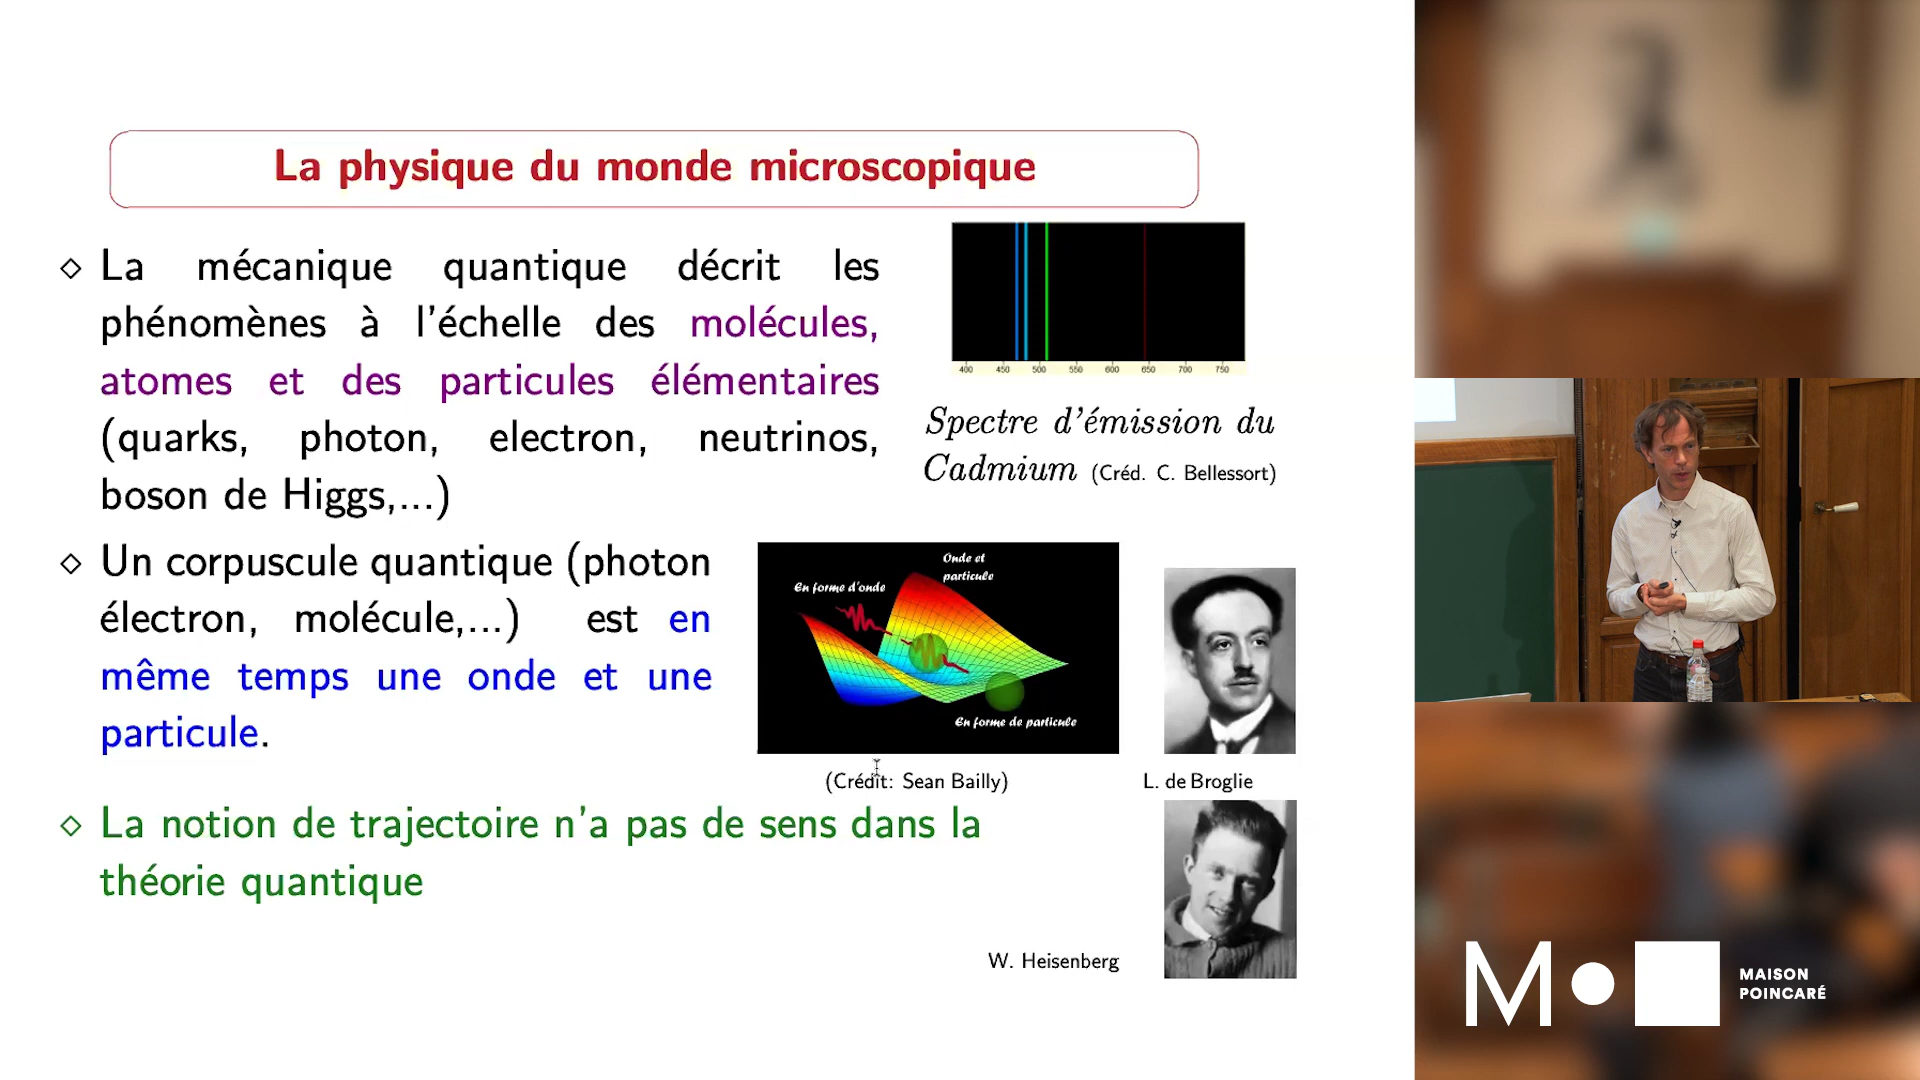 La physique du monde microscopique
◇ La mécanique quantique décrit les
phénomènes à l'échelle des molécules,
atomes et des particules élémentaires
(quarks, photon, electron, neutrinos,
boson de Higgs,...)
400 450 500 550 600 650 700 750
Spectre d'émission du
Cadmium (Créd. C. Bellessort)
◇ Un corpuscule quantique (photon
électron, molécule,...) est en
même temps une onde et une
particule.
En forme d'onde
Onde et
particule
En forme de particule
(Crédit: Sean Bailly)
L. de Broglie
◇ La notion de trajectoire n'a pas de sens dans la
théorie quantique
W. Heisenberg
M
MAISON
POINCARÉ